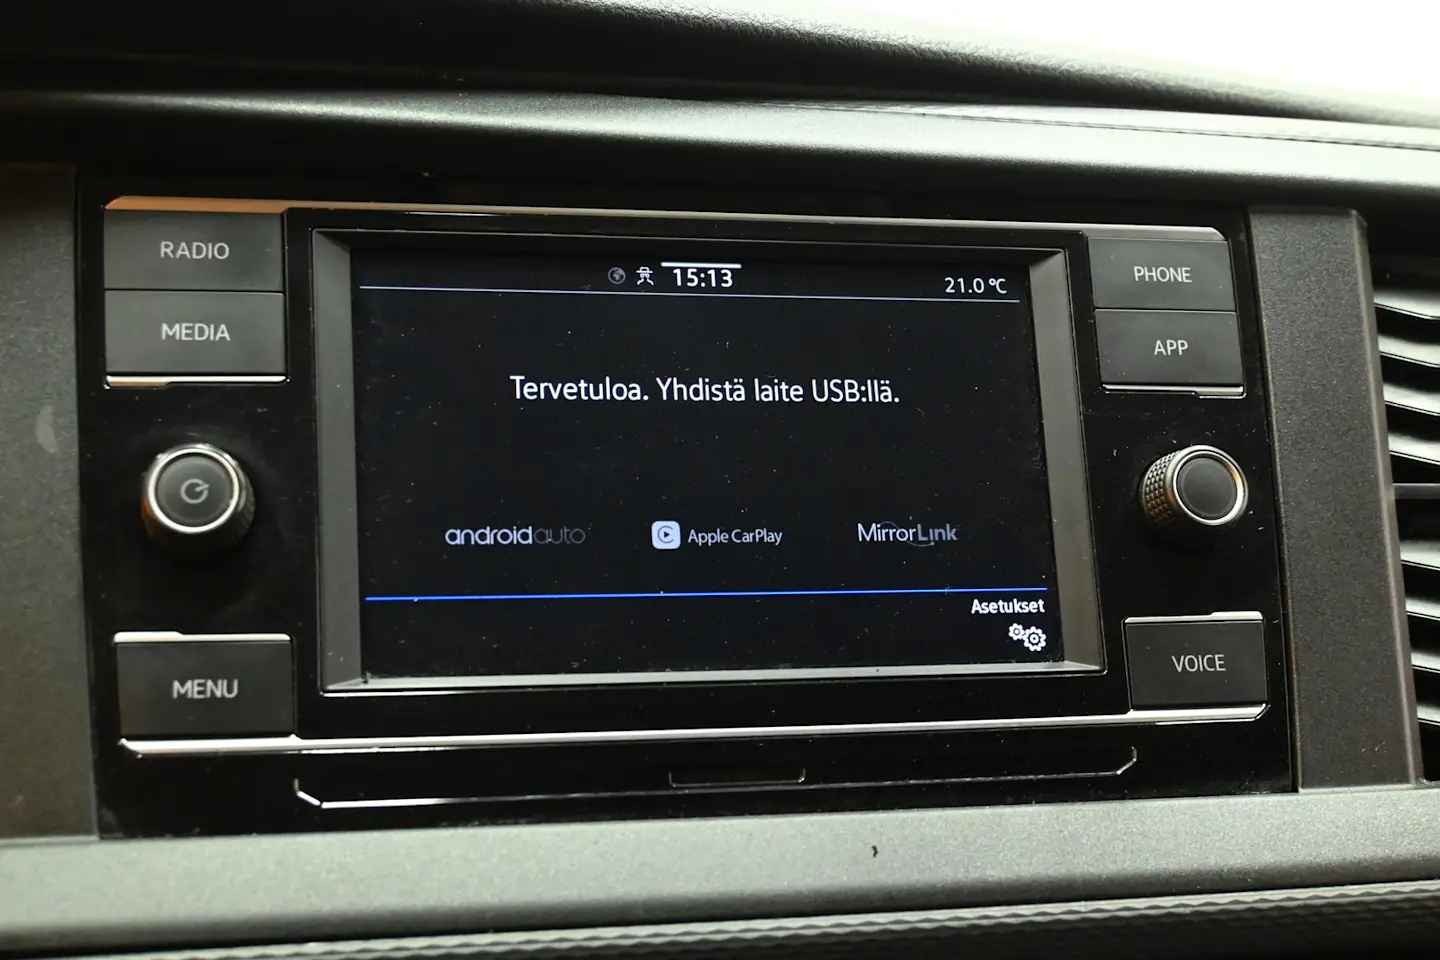 RADIO
MEDIA
MENU
15:13
21.0 °C
Tervetuloa. Yhdistä laite USB:llä.
androidauto
Apple CarPlay
MirrorLink
Asetukset
PHONE
APP
VOICE